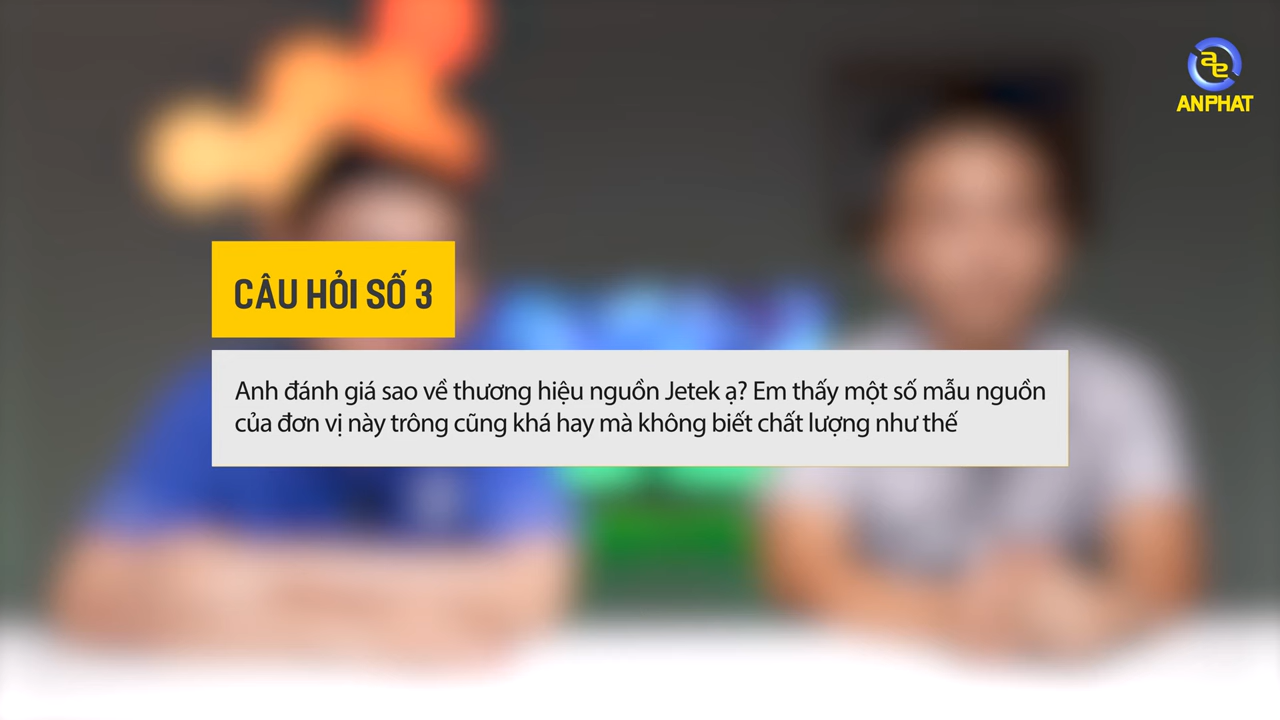 ae
ANPHAT
CÂU HỎI SỐ 3
Anh đánh giá sao về thương hiệu nguồn Jetek ạ? Em thấy một số mẫu nguồn
của đơn vị này trông cũng khá hay mà không biết chất lượng như thế